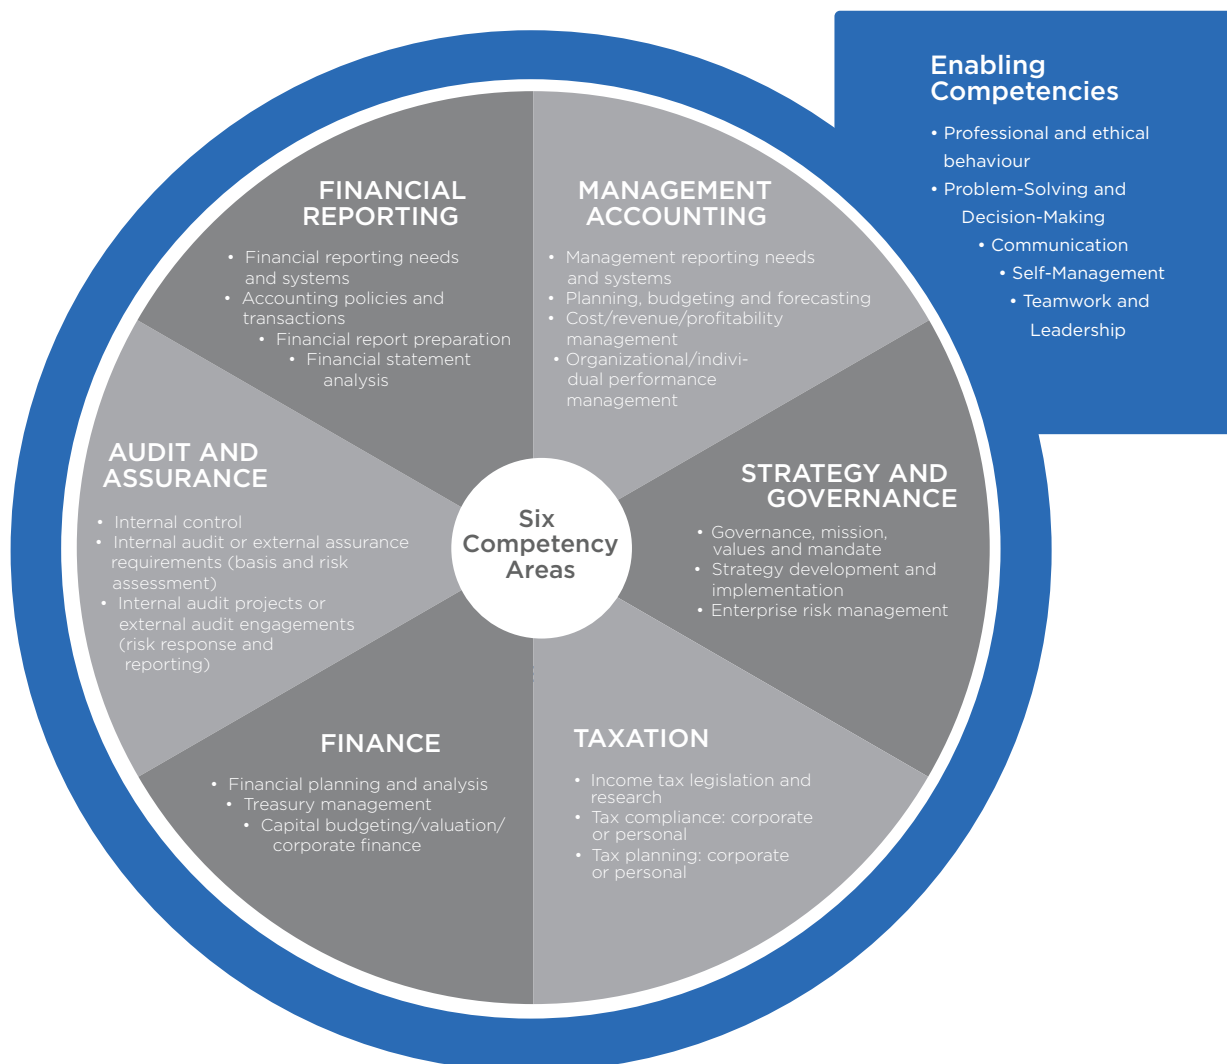 Enabling
Competencies
• Professional and ethical
behaviour
• Problem-Solving and
Decision-Making
• Communication
• Self-Management
• Teamwork and
Leadership
FINANCIAL
REPORTING
• Financial reporting needs
and systems
• Accounting policies and
transactions
• Financial report preparation
• Financial statement
analysis
MANAGEMENT
ACCOUNTING
• Management reporting needs
and systems
• Planning, budgeting and forecasting
• Cost/revenue/profitability
management
• Organizational/indivi-
dual performance
management
AUDIT AND
ASSURANCE
• Internal control
• Internal audit or external assurance
requirements (basis and risk
assessment)
• Internal audit projects or
external audit engagements
(risk response and
reporting)
Six
Competency
Areas
STRATEGY AND
GOVERNANCE
• Governance, mission,
values and mandate
• Strategy development and
implementation
• Enterprise risk management
FINANCE
• Financial planning and analysis
• Treasury management
• Capital budgeting/valuation/
corporate finance
TAXATION
• Income tax legislation and
research
• Tax compliance: corporate
or personal
• Tax planning: corporate
or personal